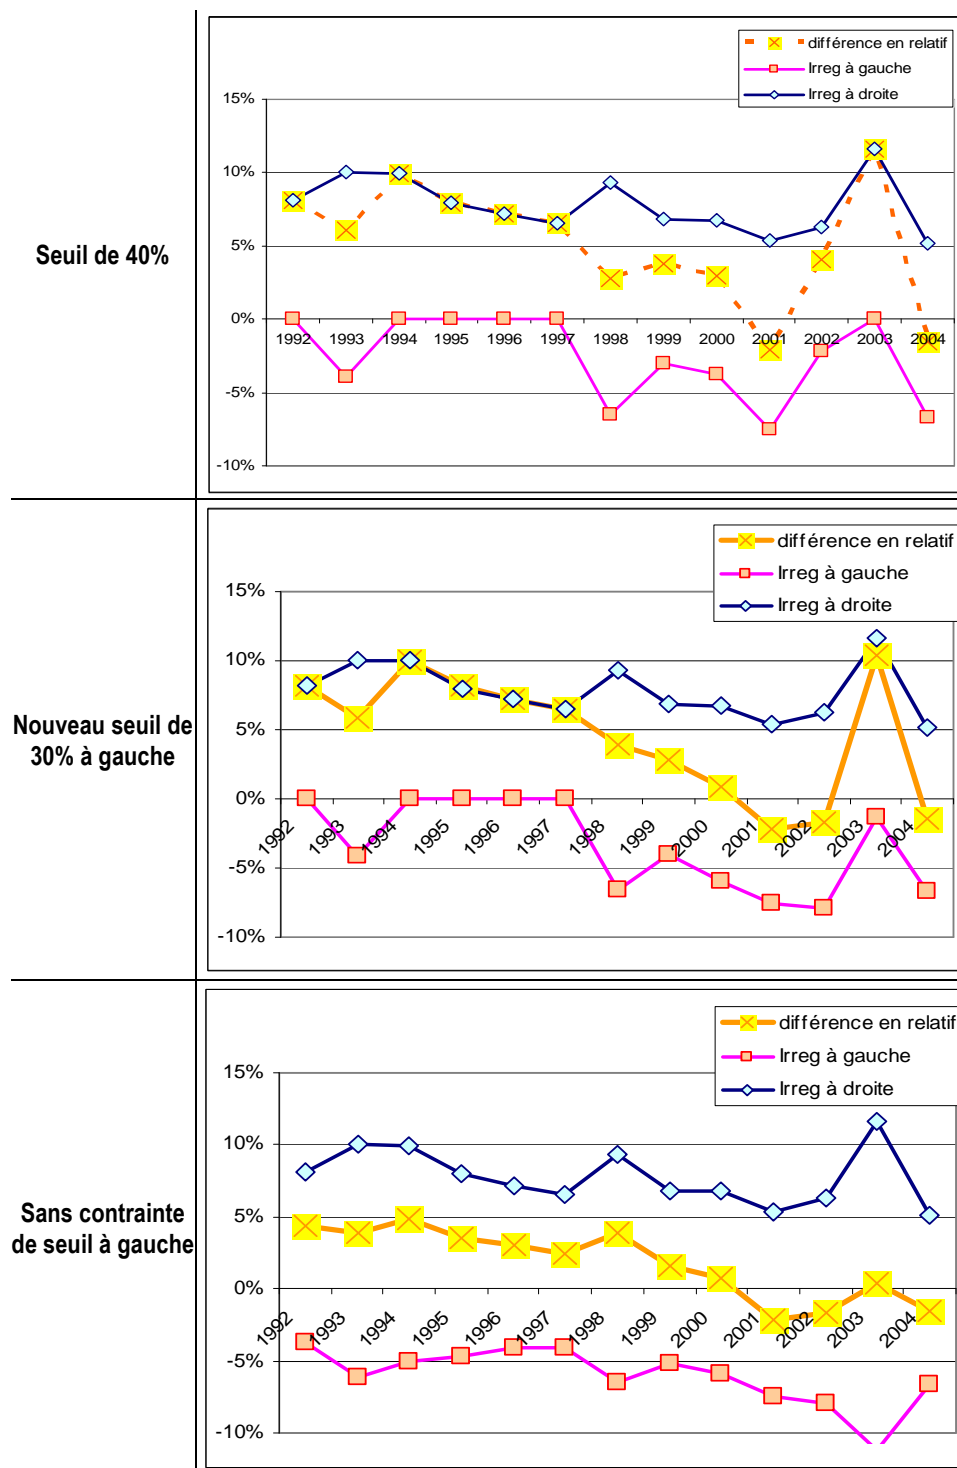 Seuil de 40%
différence en relatif
Irreg à gauche
Irreg à droite
15%
10%
5%
0%
-5%
-10%
1992 1993 1994 1995 1996 1997 1998 1999 2000 2001 2002 2003 2004
Nouveau seuil de
30% à gauche
différence en relatif
Irreg à gauche
Irreg à droite
15%
10%
5%
0%
-5%
-10%
1992 1993 1994 1995 1996 1997 1998 1999 2000 2001 2002 2003 2004
Sans contrainte
de seuil à gauche
différence en relatif
Irreg à gauche
Irreg à droite
15%
10%
5%
0%
-5%
-10%
1992 1993 1994 1995 1996 1997 1998 1999 2000 2001 2002 2003 2004